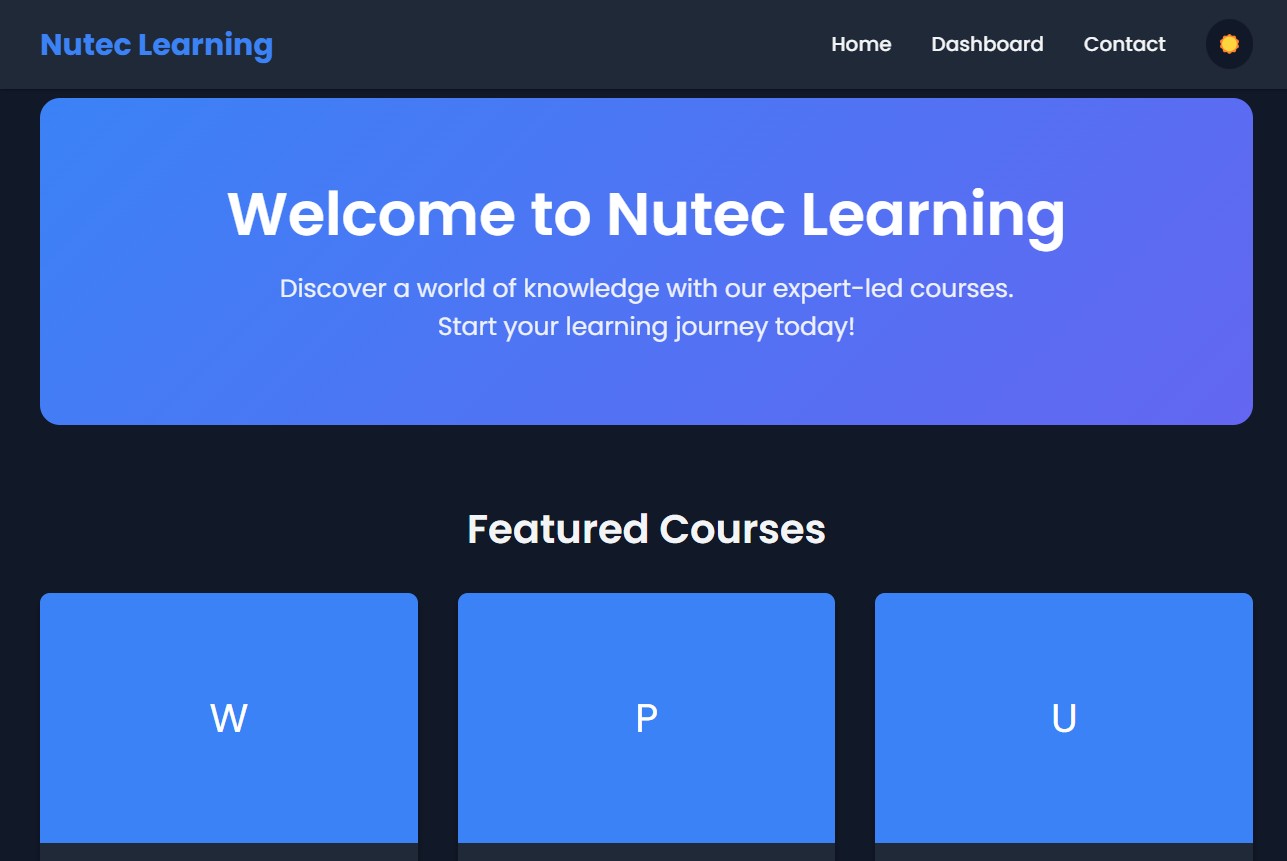 Nutec Learning
Home
Dashboard
Contact
Welcome to Nutec Learning
Discover a world of knowledge with our expert-led courses.
Start your learning journey today!
Featured Courses
W
P
U